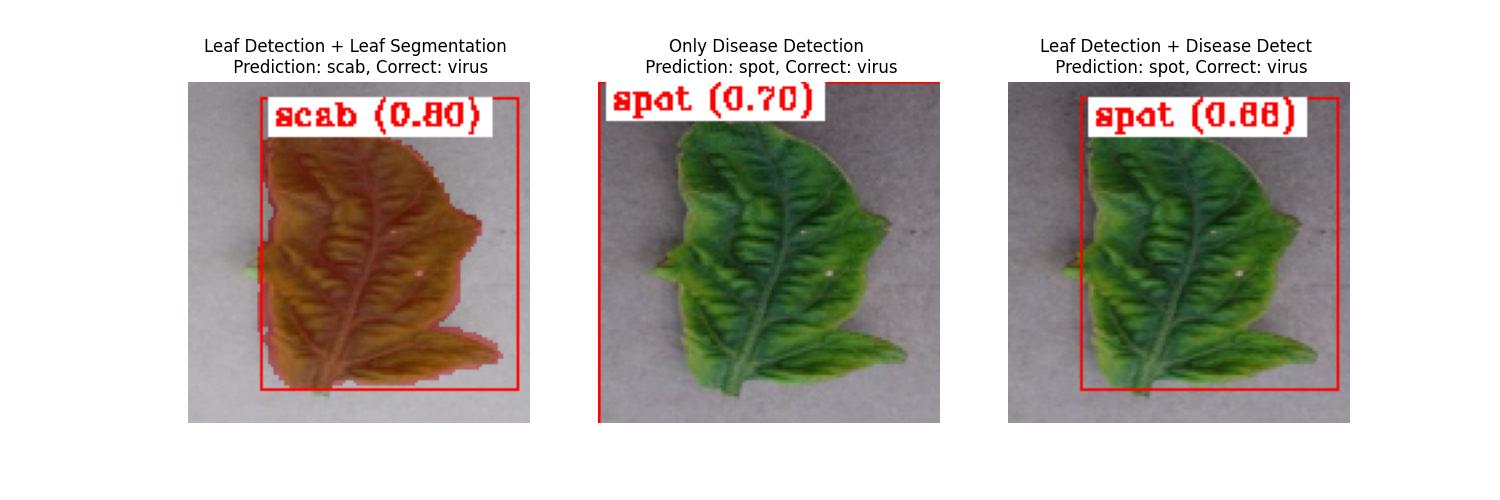 Leaf Detection + Leaf Segmentation
Prediction: scab, Correct: virus
scab (0.80)
Only Disease Detection
Prediction: spot, Correct: virus
spot (0.70)
Leaf Detection + Disease Detect
Prediction: spot, Correct: virus
spot (0.66)